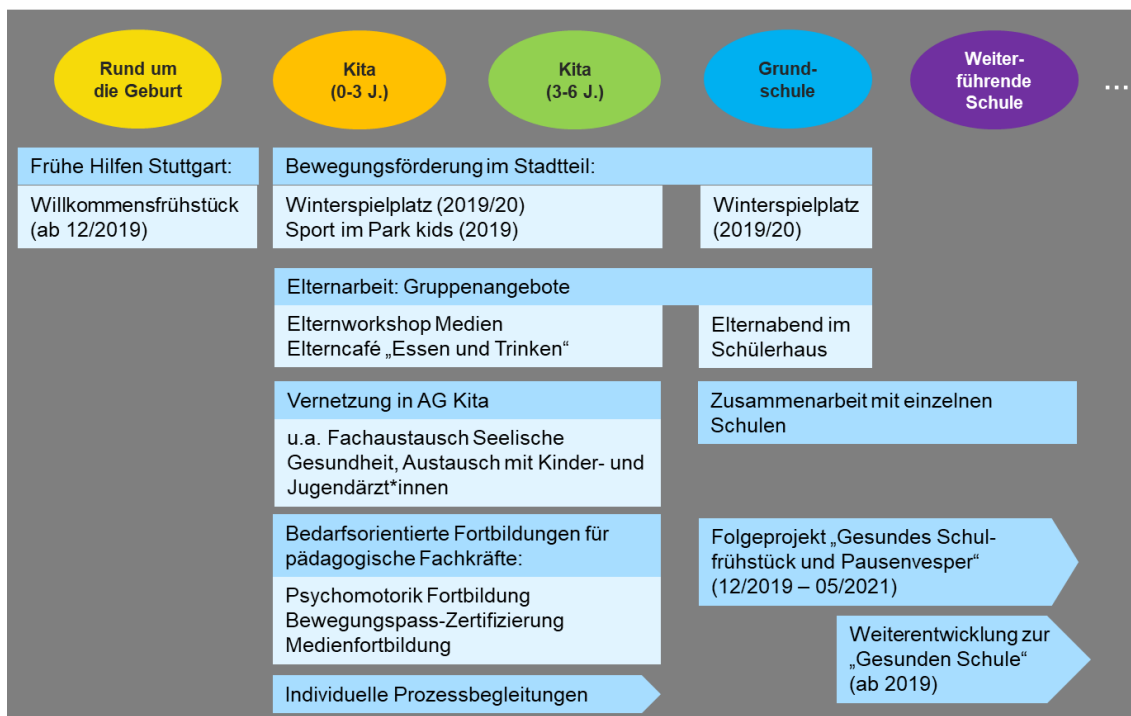 Rund um
die Geburt
Kita
(0-3 J.)
Kita
(3-6 J.)
Grund-
schule
Weiter-
führende
Schule
...
Frühe Hilfen Stuttgart:
Willkommensfrühstück
(ab 12/2019)
Bewegungsförderung im Stadtteil:
Winterspielplatz (2019/20)
Sport im Park kids (2019)
Winterspielplatz
(2019/20)
Elternarbeit: Gruppenangebote
Elternworkshop Medien
Elterncafé „Essen und Trinken“
Elternabend im
Schülerhaus
Vernetzung in AG Kita
u.a. Fachaustausch Seelische
Gesundheit, Austausch mit Kinder- und
Jugendärzt*innen
Zusammenarbeit mit einzelnen
Schulen
Bedarfsorientierte Fortbildungen für
pädagogische Fachkräfte:
Psychomotorik Fortbildung
Bewegungspass-Zertifizierung
Medienfortbildung
Folgeprojekt „Gesundes Schul-
frühstück und Pausenvesper“
(12/2019 – 05/2021)
Weiterentwicklung zur
„Gesunden Schule“
(ab 2019)
Individuelle Prozessbegleitungen